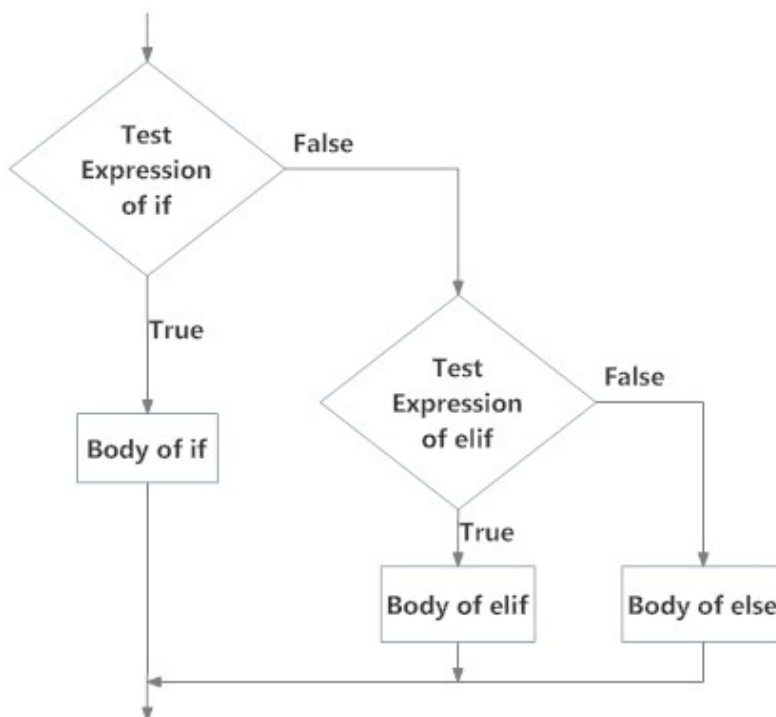 Test
Expression
of if
False
True
Body of if
Test
Expression
of elif
False
True
Body of elif
Body of else